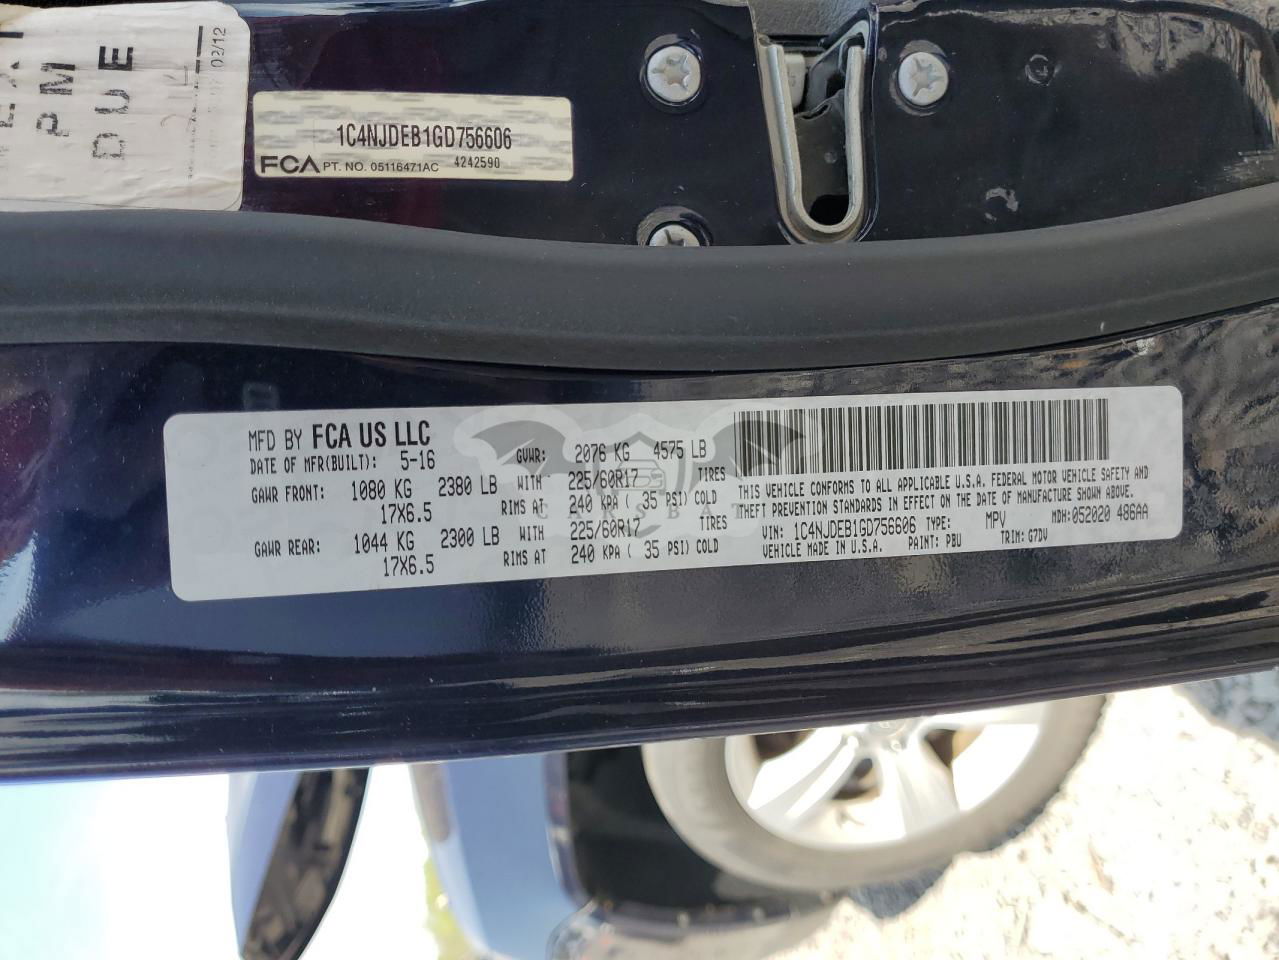 PM
DUE
02/12
1C4NJDEB1GD756606
FCA PT. NO. 05116471AC 4242590
MFD BY FCA US LLC
DATE OF MFR(BUILT): 5-16 GVWR: 2076 KG 4575 LB
GAWR FRONT: 1080 KG 2380 LB WITH 225/60R17 TIRES
17X6.5 RIMS AT 240 KPA ( 35 PSI) COLD
GAWR REAR: 1044 KG 2300 LB WITH 225/60R17 TIRES
17X6.5 RIMS AT 240 KPA ( 35 PSI) COLD
THIS VEHICLE CONFORMS TO ALL APPLICABLE U.S.A. FEDERAL MOTOR VEHICLE SAFETY AND
THEFT PREVENTION STANDARDS IN EFFECT ON THE DATE OF MANUFACTURE SHOWN ABOVE.
VIN: 1C4NJDEB1GD756606 TYPE: MPV MDH:052020 486AA
VEHICLE MADE IN U.S.A. PAINT: PBU TRIM: G7DV
CARSBAT